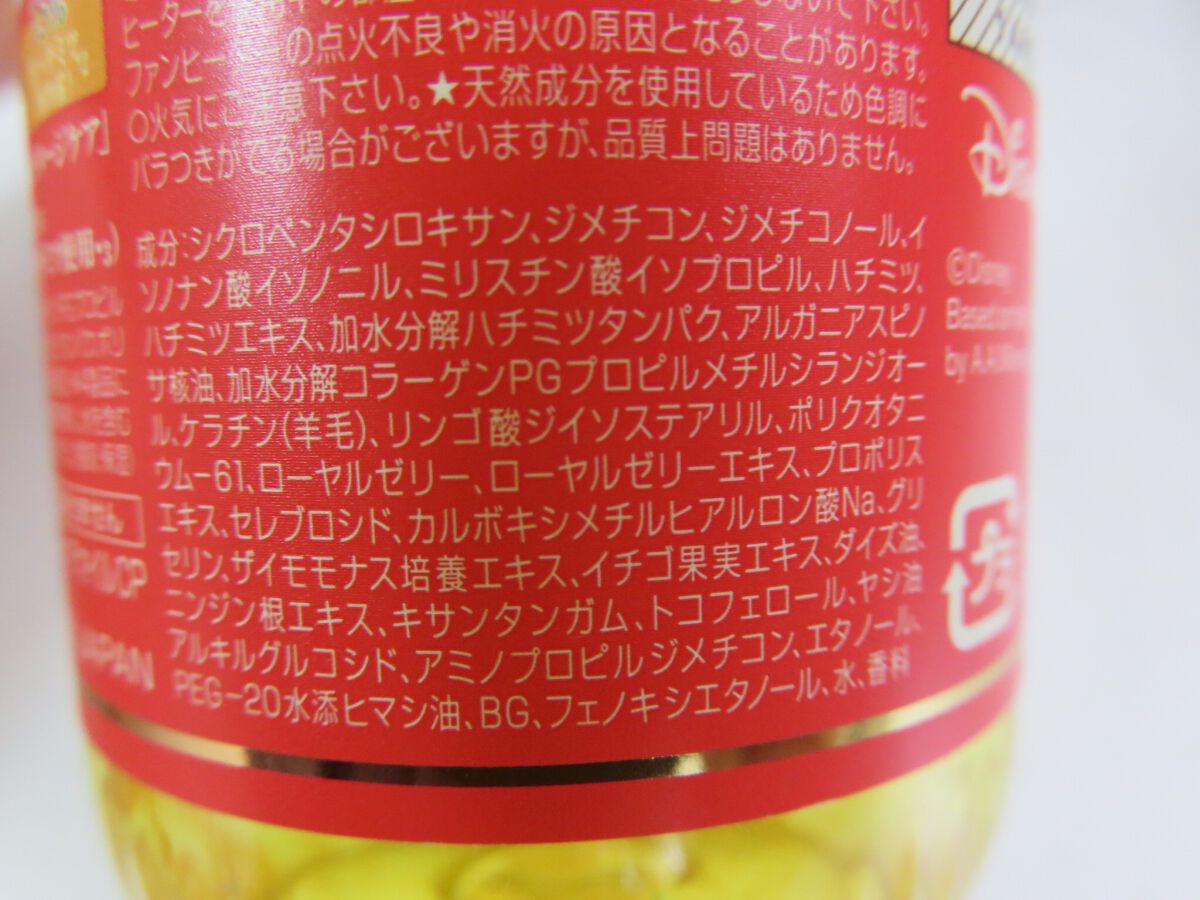 ファンヒーターの点火不良や消火の原因となることがあります。
★天然成分を使用しているため色調に
バラつきがでる場合がございますが、品質上問題はありません。
成分:シクロペンタシロキサン、ジメチコン、ジメチコノール、イ
ソノナン酸イソノニル、ミリスチン酸イソプロピル、ハチミツ、
ハチミツエキス、加水分解ハチミツタンパク、アルガニアスピノ
サ核油、加水分解コラーゲンPGプロピルメチルシランジオー
ル、ケラチン(羊毛)、リンゴ酸ジイソステアリル、ポリクオタニ
ウム−61、ローヤルゼリー、ローヤルゼリーエキス、プロポリス
エキス、セレブロシド、カルボキシメチルヒアルロン酸Na、グリ
セリン、ザイモモナス培養エキス、イチゴ果実エキス、ダイズ油、
ニンジン根エキス、キサンタンガム、トコフェロール、ヤシ油
アルキルグルコシド、アミノプロピルジメチコン、エタノール、
PEG−20水添ヒマシ油、BG、フェノキシエタノール、水、香料
使用
JAPAN
©Disney
Based on
by A.A.
プラ